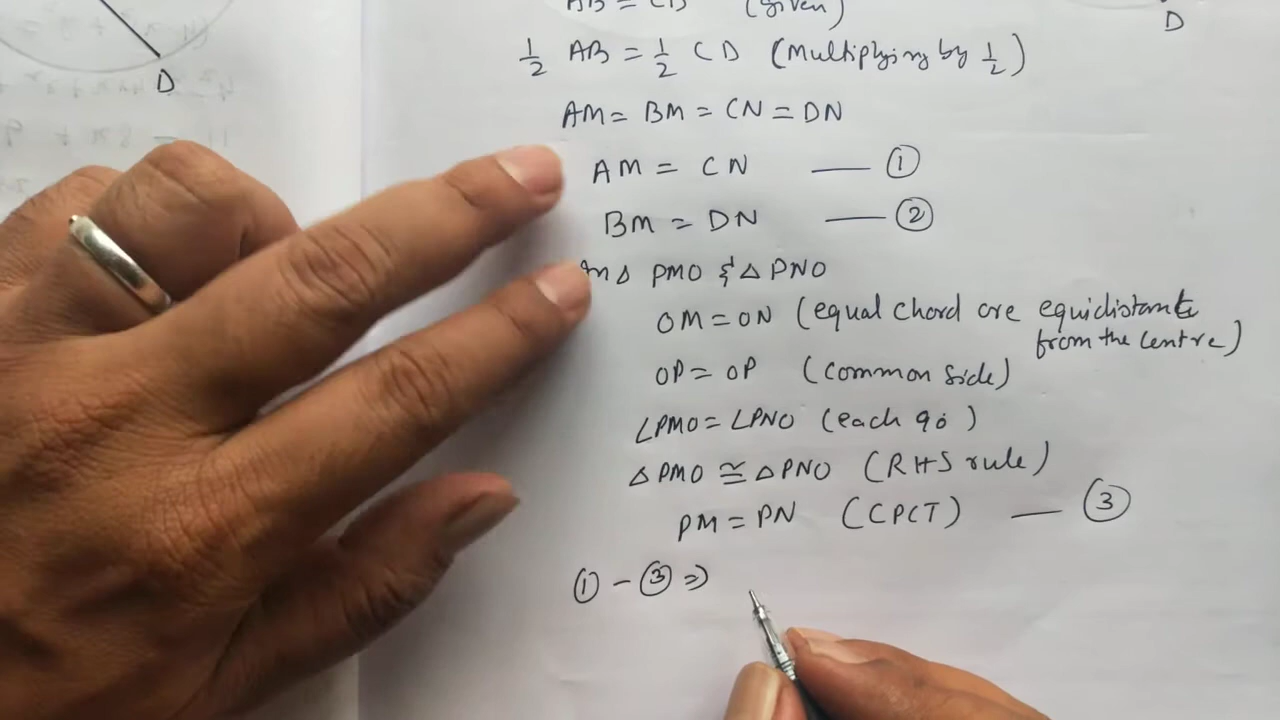 AB = CD (given)
D
D
1/2 AB = 1/2 CD (Multiplying by 1/2)
AM = BM = CN = DN
AM = CN —— ①
BM = DN —— ②
In △ PMO & △ PNO
OM = ON (equal chord are equidistant
from the centre)
OP = OP (common side)
∠PMO = ∠PNO (each 90°)
△ PMO ≅ △ PNO (RHS rule)
PM = PN (CPCT) —— ③
① - ③ ⇒